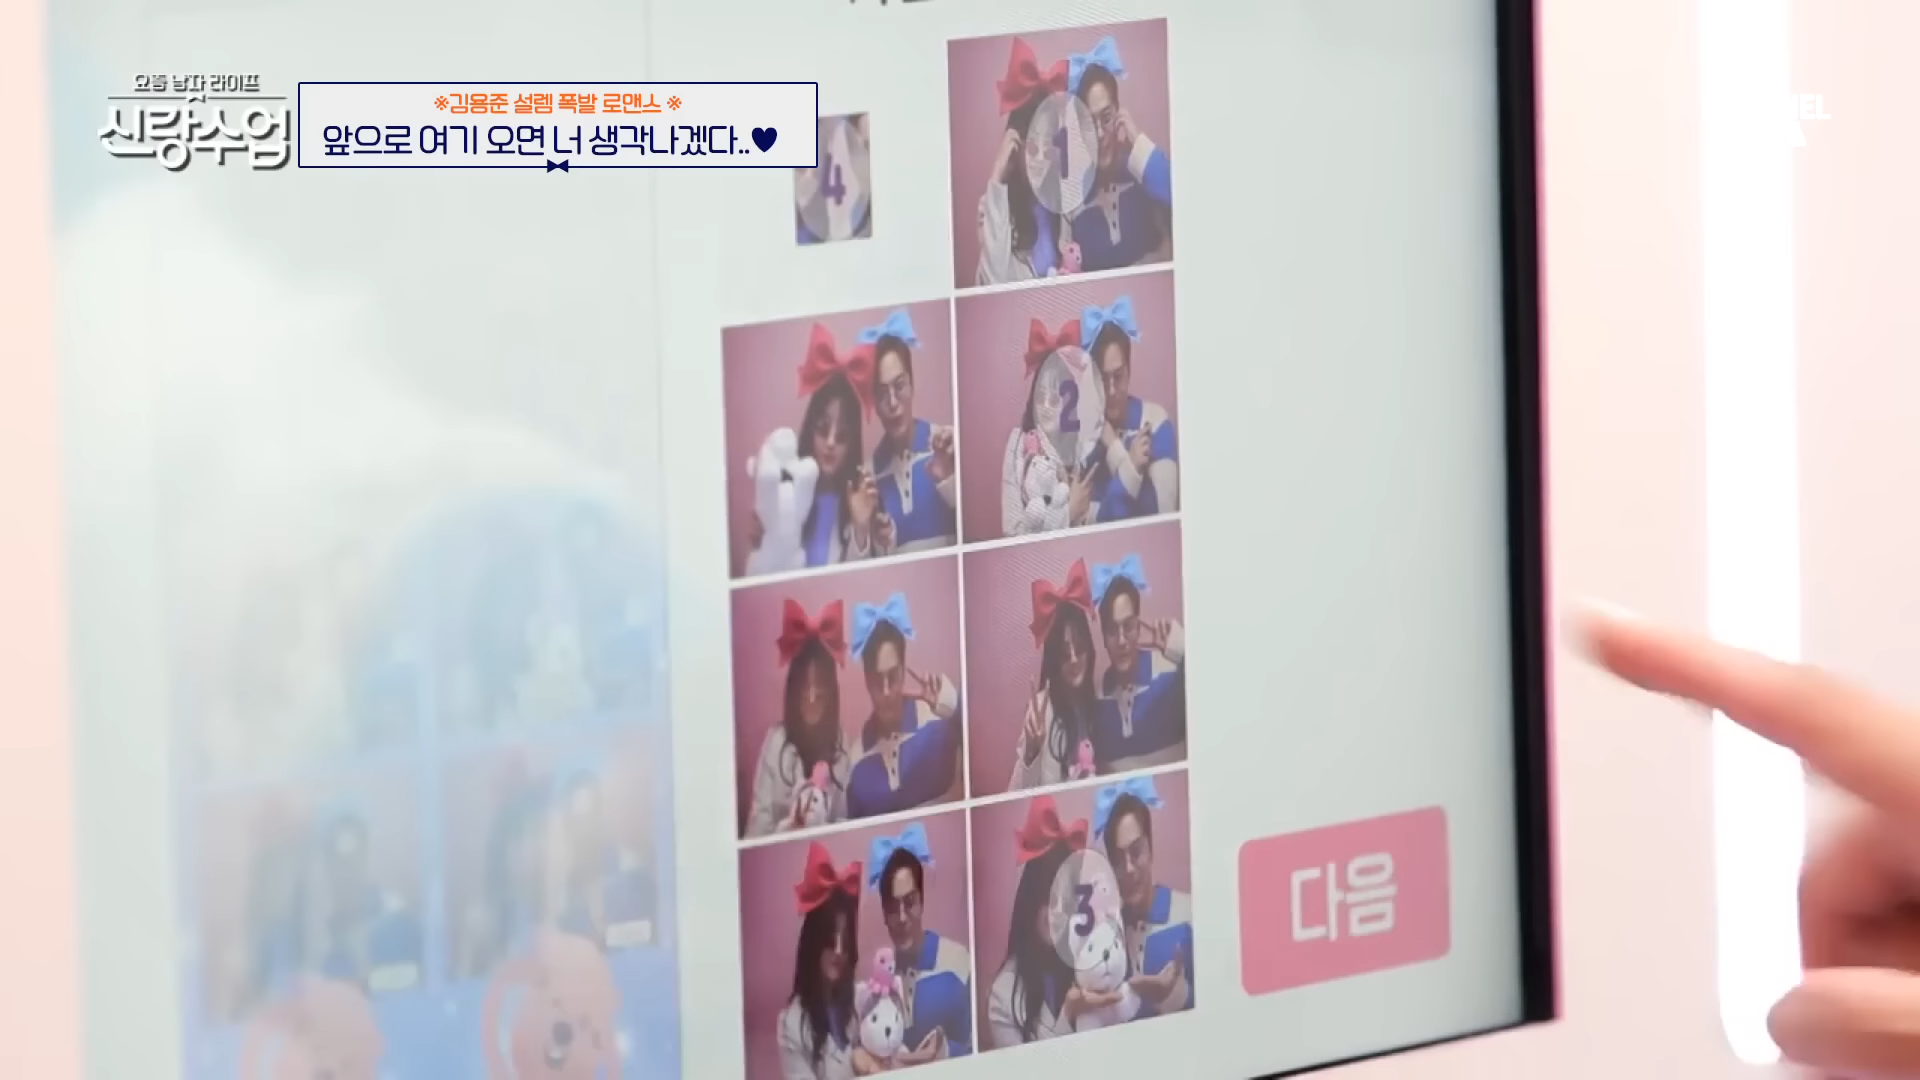 요즘 남자 라이프
신랑수업
※김용준 설렘 폭발 로맨스 ※
앞으로 여기 오면 너 생각나겠다..♥
4
1
2
3
다음